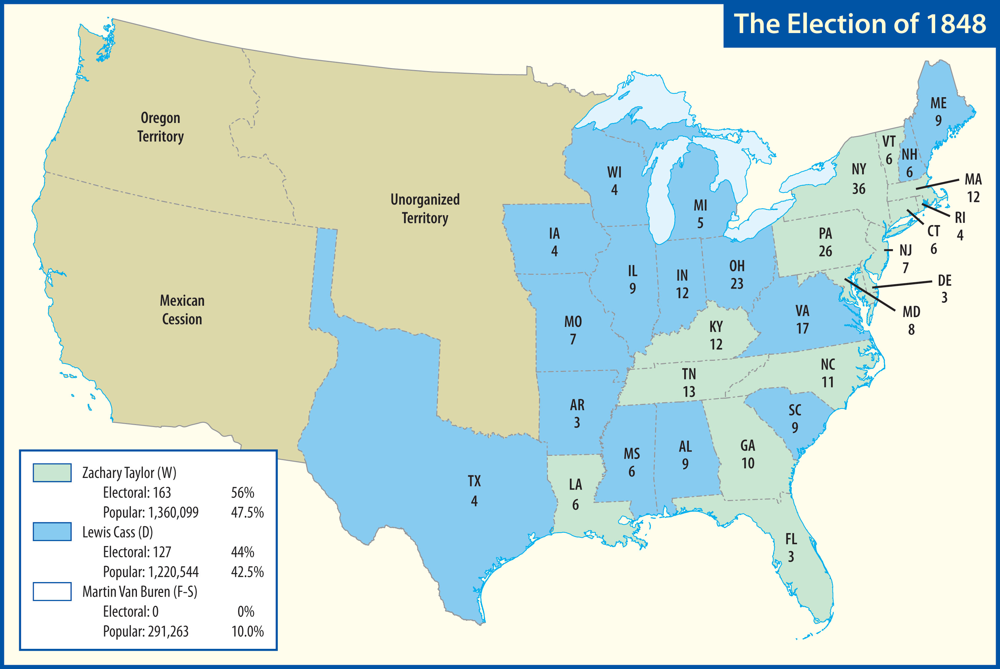 The Election of 1848
Oregon
Territory
Unorganized
Territory
Mexican
Cession
ME
9
VT
6
NH
6
NY
36
MA
12
RI
4
CT
6
NJ
7
PA
26
DE
3
MD
8
WI
4
MI
5
IA
4
IL
9
IN
12
OH
23
VA
17
MO
7
KY
12
NC
11
TN
13
AR
3
SC
9
MS
6
AL
9
GA
10
TX
4
LA
6
FL
3
Zachary Taylor (W)
Electoral: 163 56%
Popular: 1,360,099 47.5%
Lewis Cass (D)
Electoral: 127 44%
Popular: 1,220,544 42.5%
Martin Van Buren (F-S)
Electoral: 0 0%
Popular: 291,263 10.0%